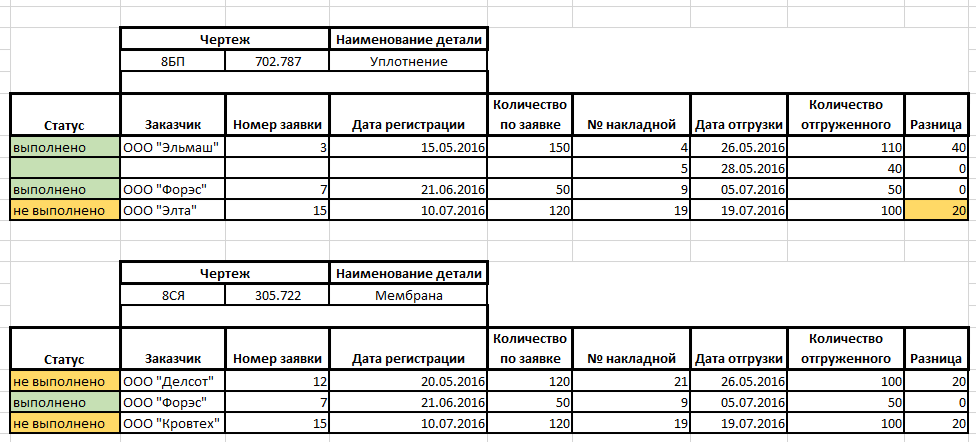 Чертеж Наименование детали
8БП 702.787 Уплотнение
Статус Заказчик Номер заявки Дата регистрации Количество по заявке № накладной Дата отгрузки Количество отгруженного Разница
выполнено ООО "Эльмаш" 3 15.05.2016 150 4 26.05.2016 110 40
5 28.05.2016 40 0
выполнено ООО "Форэс" 7 21.06.2016 50 9 05.07.2016 50 0
не выполнено ООО "Элта" 15 10.07.2016 120 19 19.07.2016 100 20
Чертеж Наименование детали
8СЯ 305.722 Мембрана
Статус Заказчик Номер заявки Дата регистрации Количество по заявке № накладной Дата отгрузки Количество отгруженного Разница
не выполнено ООО "Делсот" 12 20.05.2016 120 21 26.05.2016 100 20
выполнено ООО "Форэс" 7 21.06.2016 50 9 05.07.2016 50 0
не выполнено ООО "Кровтех" 15 10.07.2016 120 19 19.07.2016 100 20